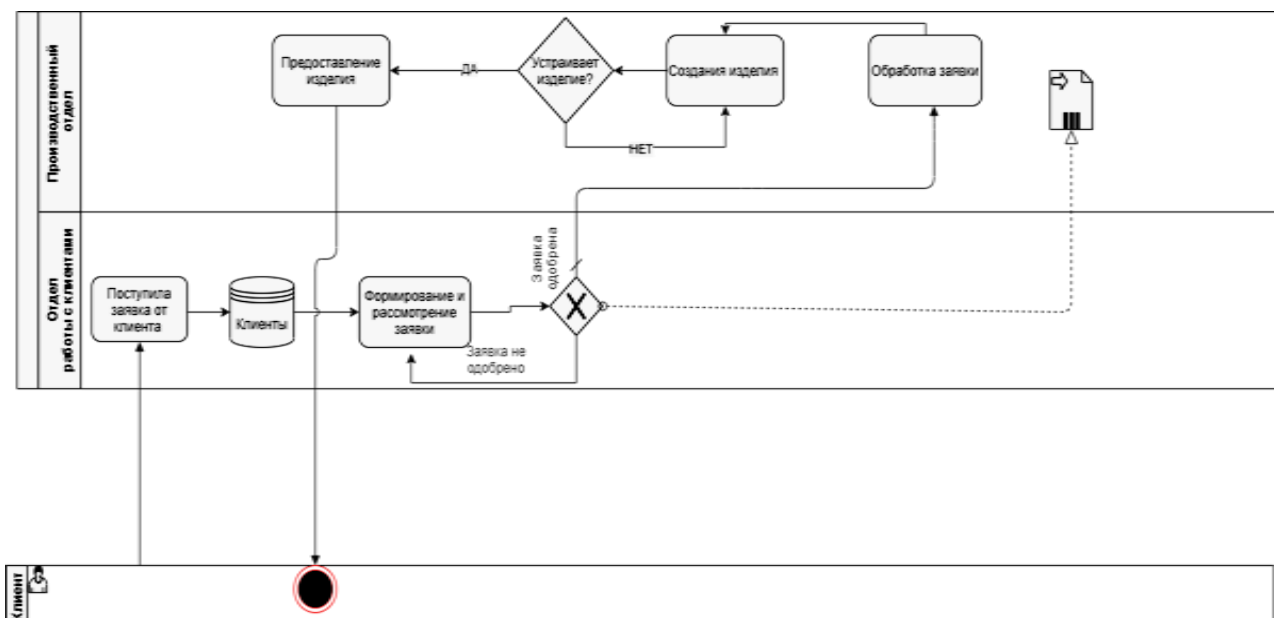 Производственный
отдел
Предоставление
изделия
ДА
Устраивает
изделие?
Создания изделия
Обработка заявки
НЕТ
Отдел
работы с клиентами
Поступила
заявка от
клиента
Клиенты
Формирование и
рассмотрение
заявки
Заявка
одобрена
Заявка не
одобрено
Клиент